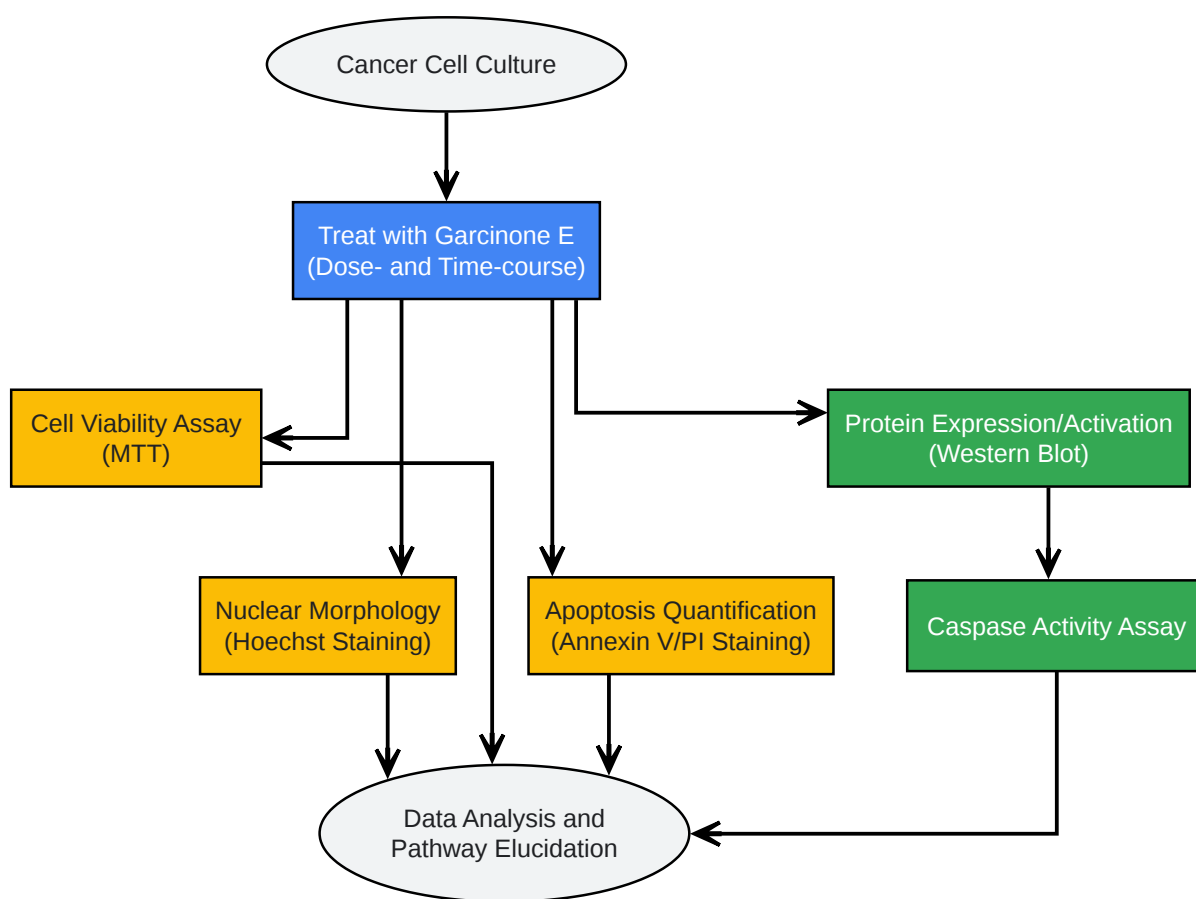 Cancer Cell Culture
Treat with Garcinone E
(Dose- and Time-course)
Cell Viability Assay
(MTT)
Protein Expression/Activation
(Western Blot)
Nuclear Morphology
(Hoechst Staining)
Apoptosis Quantification
(Annexin V/PI Staining)
Caspase Activity Assay
Data Analysis and
Pathway Elucidation